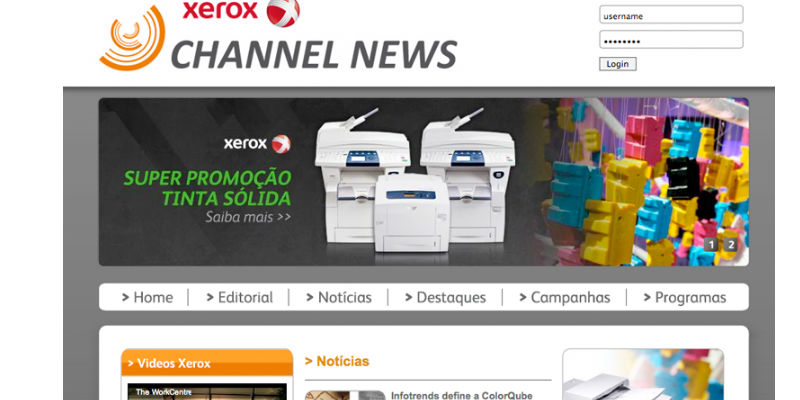 xerox
CHANNEL NEWS
username
••••••••
Login
xerox
SUPER PROMOÇÃO
TINTA SÓLIDA
Saiba mais >>
1 2
> Home | > Editorial | > Notícias | > Destaques | > Campanhas | > Programas
> Videos Xerox
> Notícias
The WorkCentre
Infotrends define a ColorQube